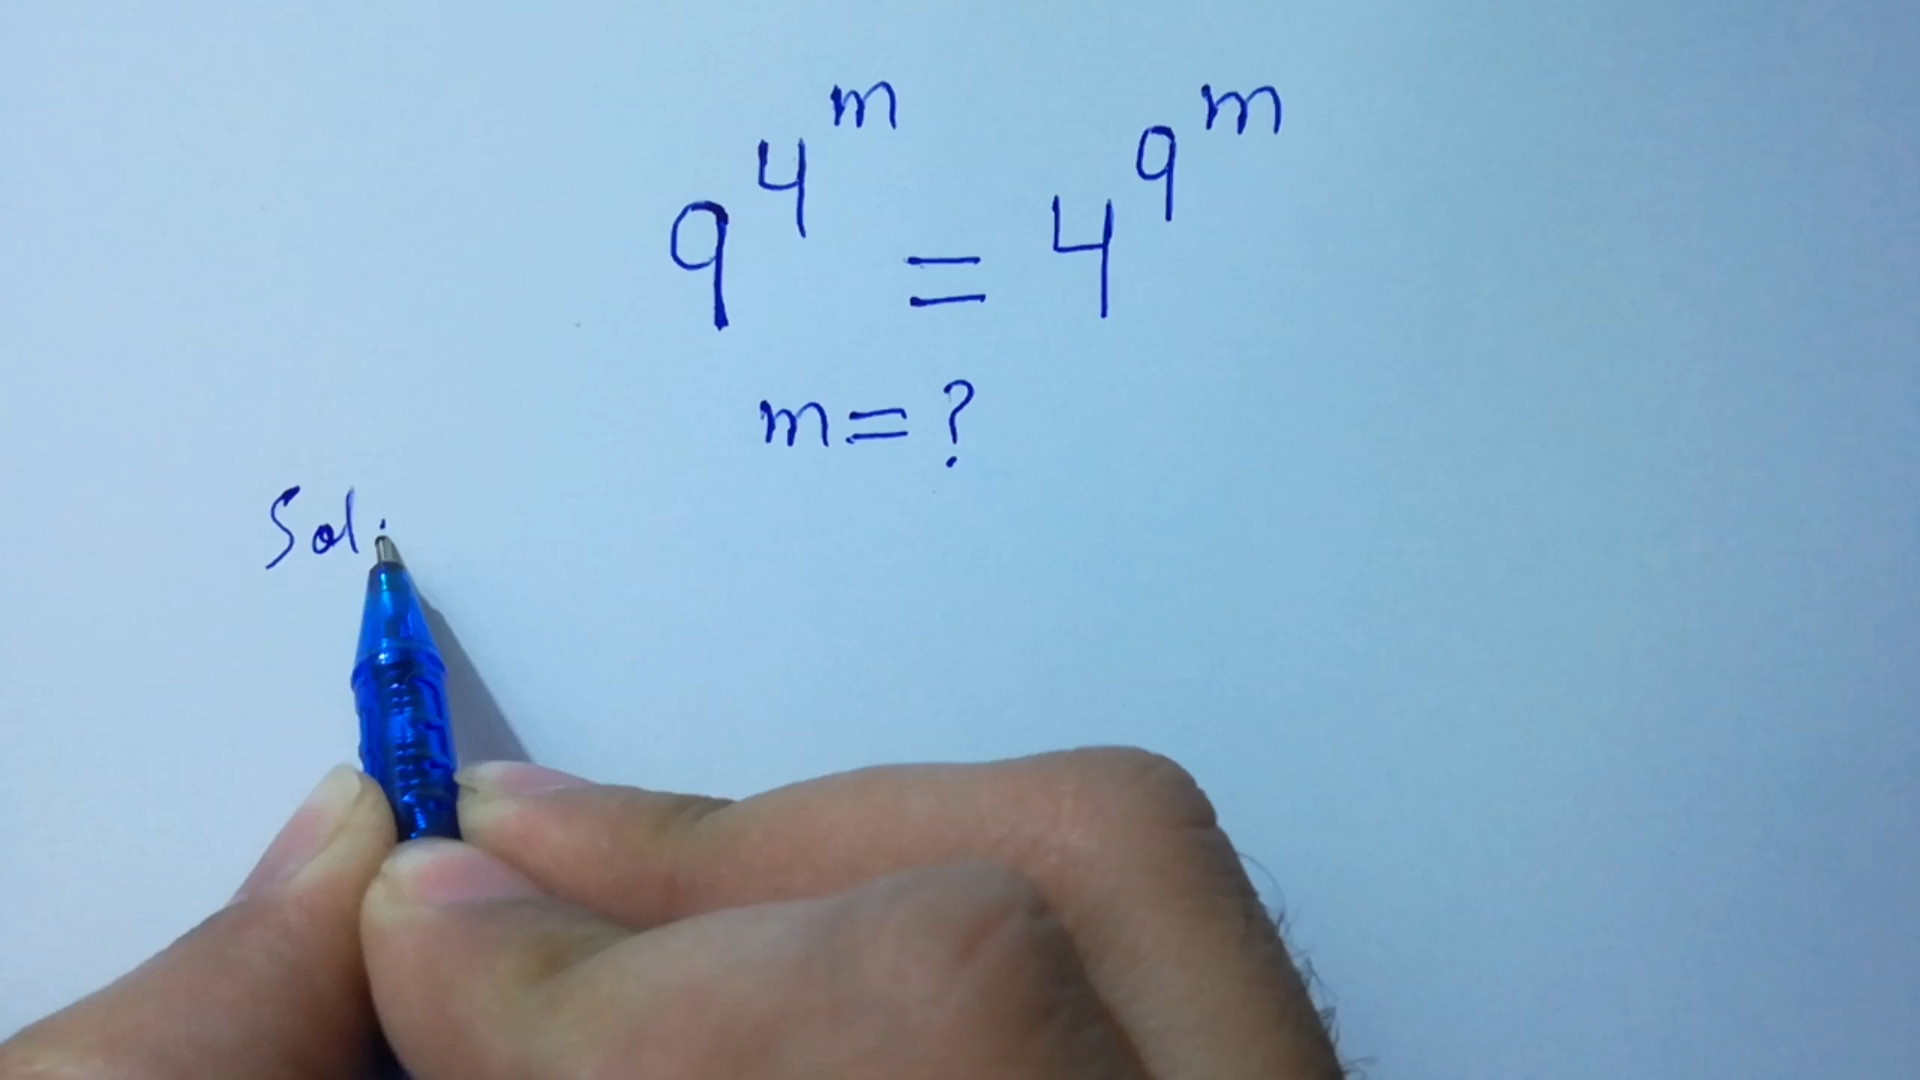 9^{4^m} = 4^{9^m}
m = ?
Sol: